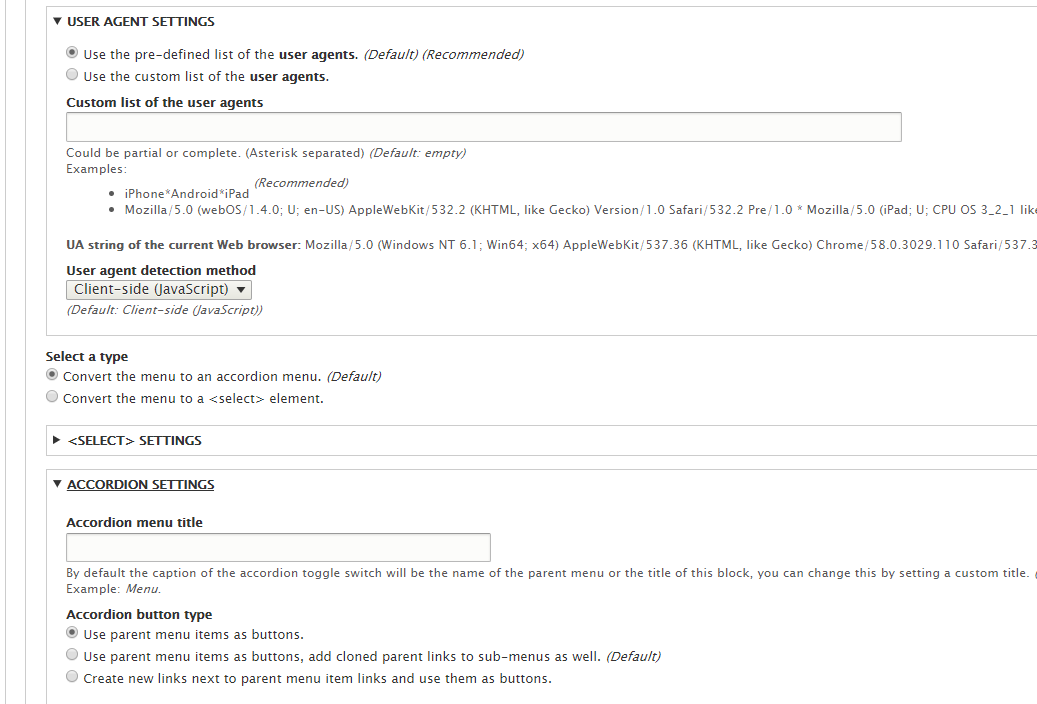 USER AGENT SETTINGS
Use the pre-defined list of the user agents. (Default) (Recommended)
Use the custom list of the user agents.
Custom list of the user agents
Could be partial or complete. (Asterisk separated) (Default: empty)
Examples:
(Recommended)
iPhone*Android*iPad
Mozilla/5.0 (webOS/1.4.0; U; en-US) AppleWebKit/532.2 (KHTML, like Gecko) Version/1.0 Safari/532.2 Pre/1.0 * Mozilla/5.0 (iPad; U; CPU OS 3_2_1 like
UA string of the current Web browser: Mozilla/5.0 (Windows NT 6.1; Win64; x64) AppleWebKit/537.36 (KHTML, like Gecko) Chrome/58.0.3029.110 Safari/537.3
User agent detection method
Client-side (JavaScript)
(Default: Client-side (JavaScript))
Select a type
Convert the menu to an accordion menu. (Default)
Convert the menu to a <select> element.
<SELECT> SETTINGS
ACCORDION SETTINGS
Accordion menu title
By default the caption of the accordion toggle switch will be the name of the parent menu or the title of this block, you can change this by setting a custom title. (
Example: Menu.
Accordion button type
Use parent menu items as buttons.
Use parent menu items as buttons, add cloned parent links to sub-menus as well. (Default)
Create new links next to parent menu item links and use them as buttons.